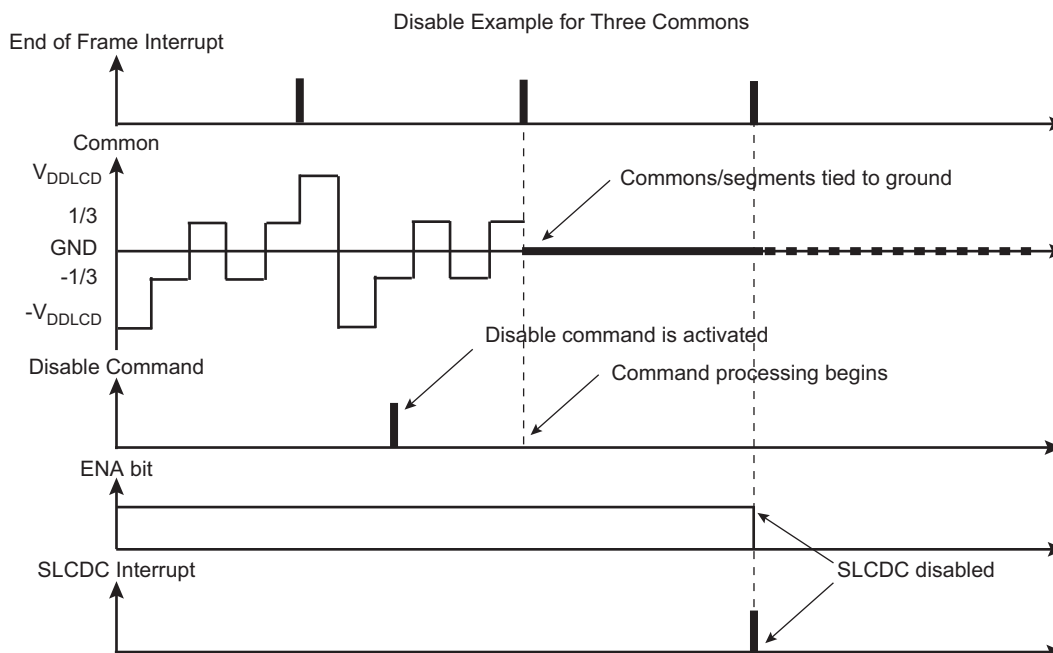 Disable Example for Three Commons
End of Frame Interrupt
Common
VDDLCD
Commons/segments tied to ground
1/3
GND
-1/3
-VDDLCD
Disable command is activated
Disable Command
Command processing begins
ENA bit
SLCDC Interrupt
SLCDC disabled